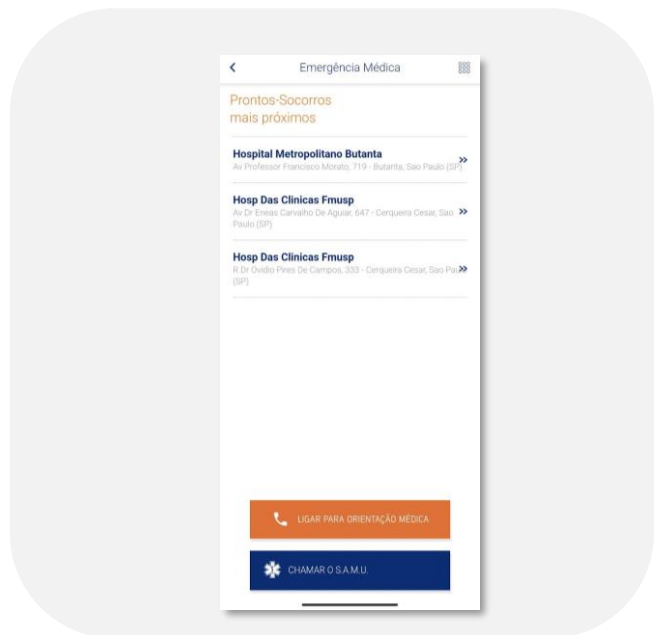 Emergência Médica
Prontos-Socorros
mais próximos
Hospital Metropolitano Butanta
Av Professor Francisco Morato, 719 - Butanta, Sao Paulo (SP)
Hosp Das Clinicas Fmusp
Av Dr Eneas Carvalho De Aguiar, 647 - Cerqueira Cesar, Sao
Paulo (SP)
Hosp Das Clinicas Fmusp
R Dr Ovidio Pires De Campos, 333 - Cerqueira Cesar, Sao Paulo
(SP)
LIGAR PARA ORIENTAÇÃO MÉDICA
CHAMAR O S.A.M.U.